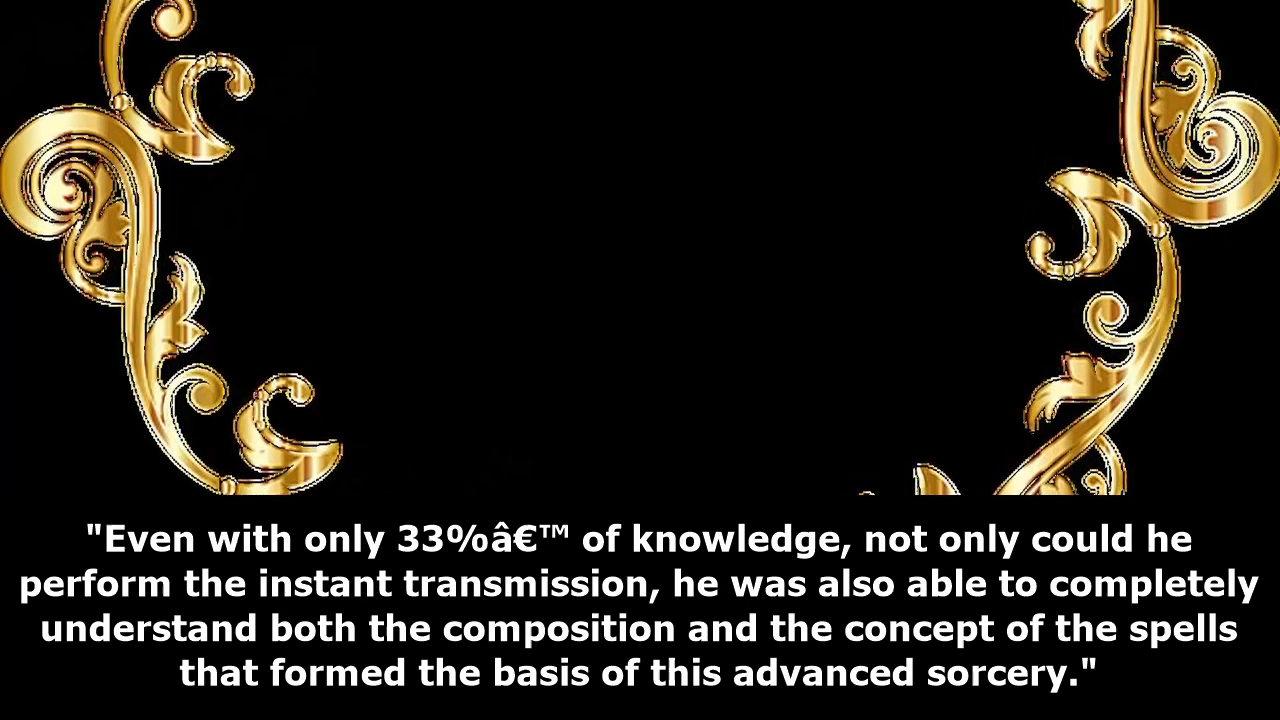 "Even with only 33%â€™ of knowledge, not only could he
perform the instant transmission, he was also able to completely
understand both the composition and the concept of the spells
that formed the basis of this advanced sorcery."